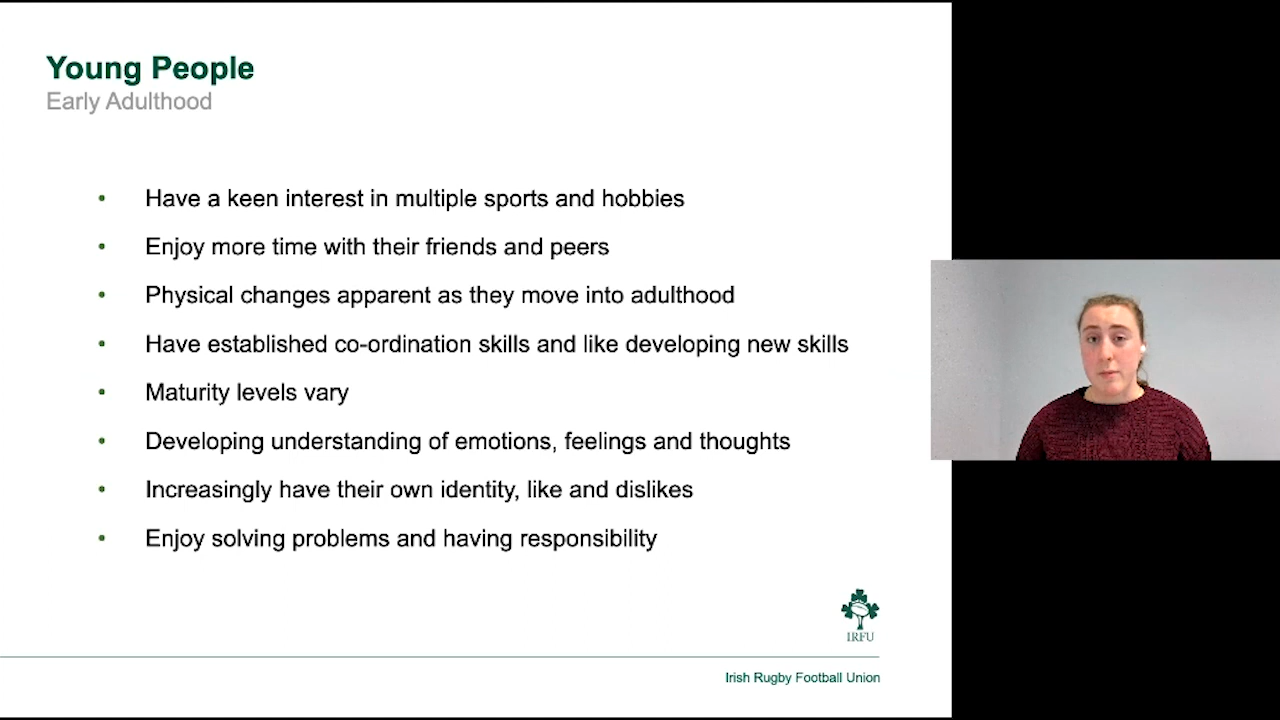 Young People
Early Adulthood
• Have a keen interest in multiple sports and hobbies
• Enjoy more time with their friends and peers
• Physical changes apparent as they move into adulthood
• Have established co-ordination skills and like developing new skills
• Maturity levels vary
• Developing understanding of emotions, feelings and thoughts
• Increasingly have their own identity, like and dislikes
• Enjoy solving problems and having responsibility
IRFU
Irish Rugby Football Union